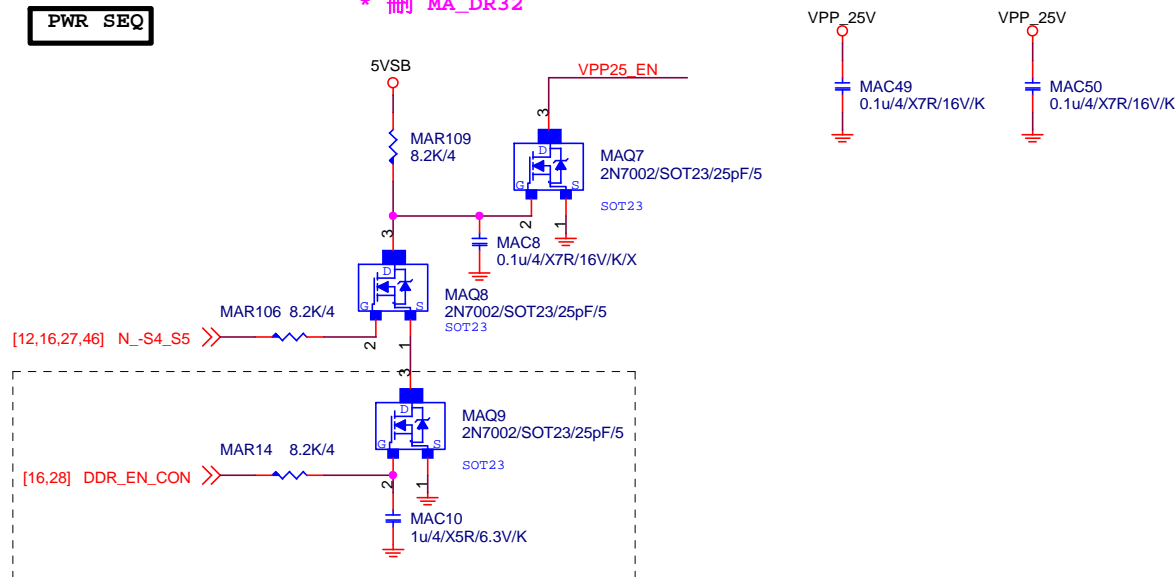 * 刪 MA_DR32
PWR SEQ
VPP_25V
VPP_25V
5VSB
VPP25_EN
MAC49
0.1u/4/X7R/16V/K
MAC50
0.1u/4/X7R/16V/K
MAR109
8.2K/4
3
D
G
S
MAQ7
2N7002/SOT23/25pF/5
SOT23
2
1
MAC8
0.1u/4/X7R/16V/K/X
3
D
G
S
MAQ8
2N7002/SOT23/25pF/5
SOT23
MAR106 8.2K/4
[12,16,27,46] N_-S4_S5
2
1
3
D
G
S
MAQ9
2N7002/SOT23/25pF/5
SOT23
MAR14 8.2K/4
[16,28] DDR_EN_CON
2
1
MAC10
1u/4/X5R/6.3V/K